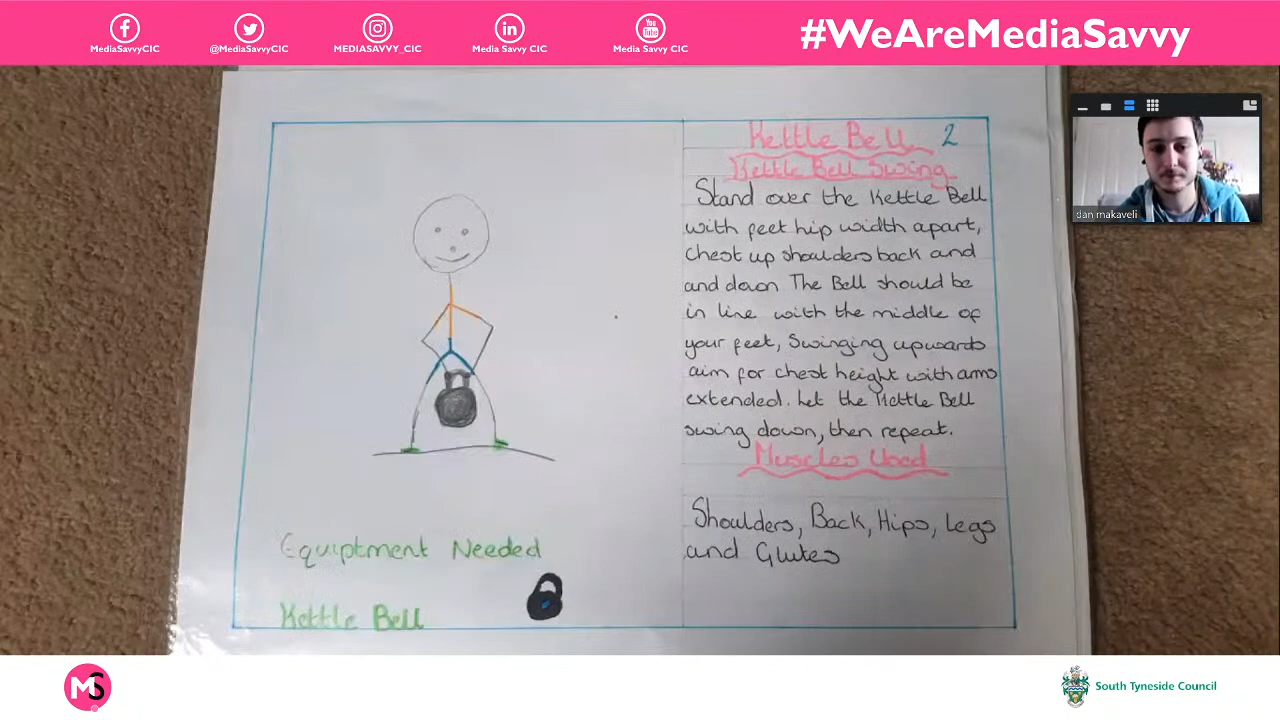 MediaSavvyCIC
@MediaSavvyCIC
MEDIASAVVY_CIC
in
Media Savvy CIC
You
Tube
Media Savvy CIC
#WeAreMediaSavvy
Kettle Bell 2
Kettle Bell Swing
Stand over the Kettle Bell
with feet hip width apart,
chest up shoulders back and
and down The Bell should be
in line with the middle of
your feet, Swinging upwards
aim for chest height with arms
extended. Let the Kettle Bell
swing down, then repeat.
Muscles Used
Shoulders, Back, Hips, Legs
and Glutes
Equiptment Needed
Kettle Bell
dan makaveli
MS
South Tyneside Council